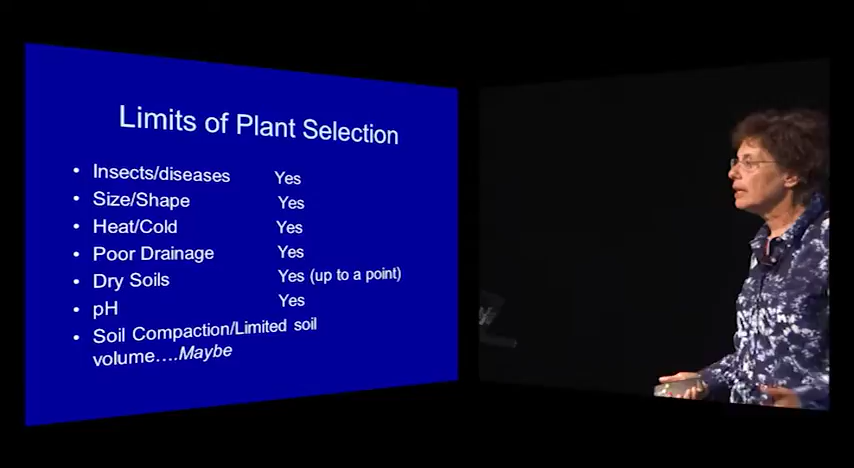 Limits of Plant Selection
• Insects/diseases Yes
• Size/Shape Yes
• Heat/Cold Yes
• Poor Drainage Yes
• Dry Soils Yes (up to a point)
• pH Yes
• Soil Compaction/Limited soil
volume….Maybe